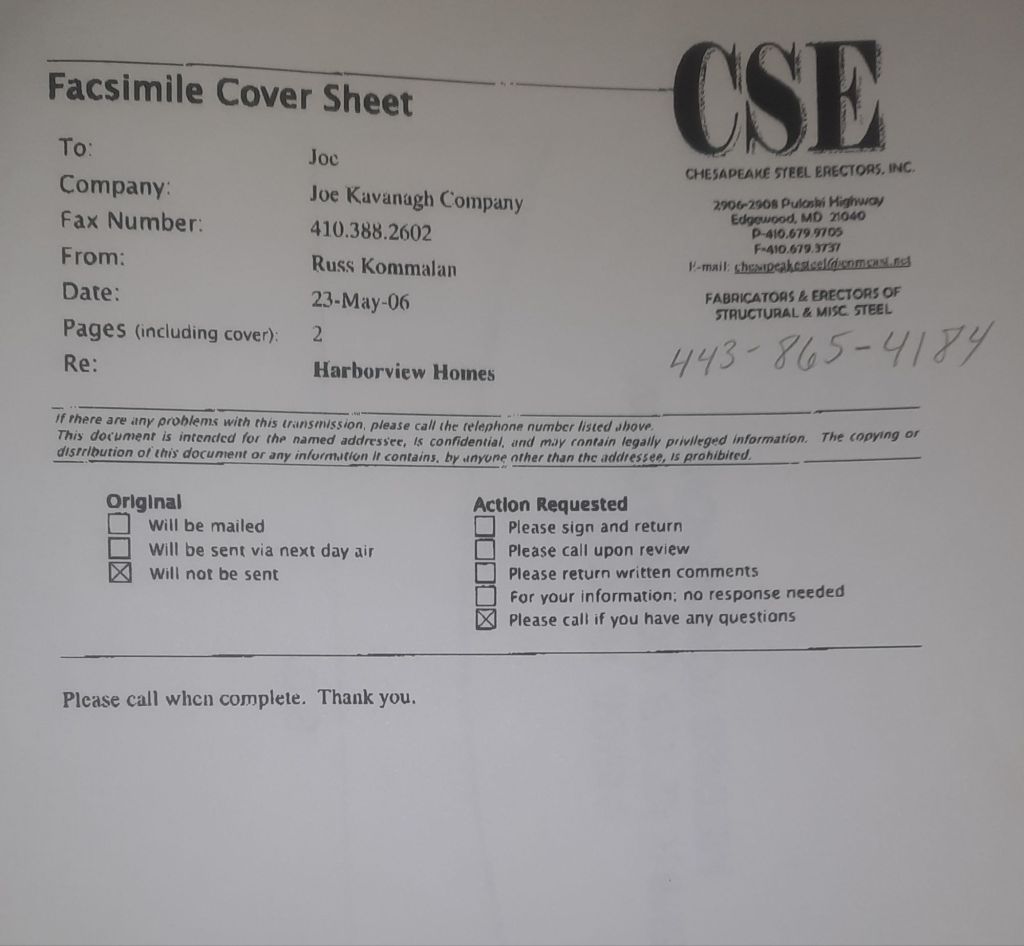 CSE
Facsimile Cover Sheet
CHESAPEAKE STEEL ERECTORS, INC.
2906-2908 Pulaski Highway
Edgewood, MD 21040
P-410.679.9705
F-410.679.3737
E-mail: chesapeakesteel@comcast.net
FABRICATORS & ERECTORS OF
STRUCTURAL & MISC. STEEL
443-865-4184
To: Joe
Company: Joe Kavanagh Company
Fax Number: 410.388.2602
From: Russ Kommalan
Date: 23-May-06
Pages (including cover): 2
Re: Harborview Homes
If there are any problems with this transmission, please call the telephone number listed above.
This document is intended for the named addressee, is confidential, and may contain legally privileged information. The copying or
distribution of this document or any information it contains, by anyone other than the addressee, is prohibited.
Original
Will be mailed
Will be sent via next day air
Will not be sent
Action Requested
Please sign and return
Please call upon review
Please return written comments
For your information; no response needed
Please call if you have any questions
Please call when complete. Thank you.